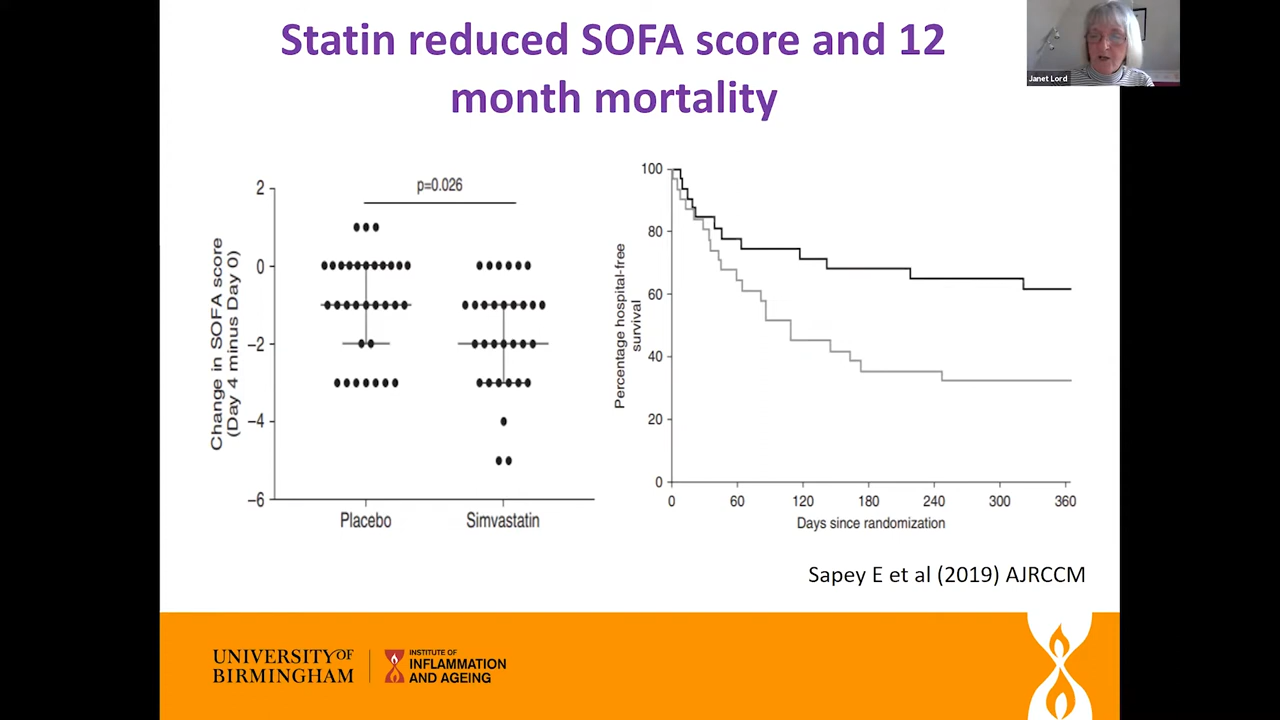 Statin reduced SOFA score and 12
month mortality
Janet Lord
p=0.026
2
0
−2
−4
−6
Change in SOFA score
(Day 4 minus Day 0)
Placebo
Simvastatin
100
80
60
40
20
0
Percentage hospital-free
survival
0
60
120
180
240
300
360
Days since randomization
Sapey E et al (2019) AJRCCM
UNIVERSITY OF
BIRMINGHAM
INSTITUTE OF
INFLAMMATION
AND AGEING